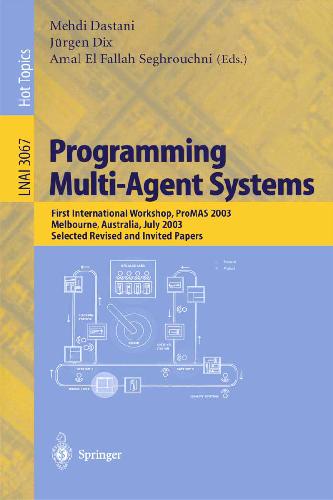 Mehdi Dastani
Jürgen Dix
Amal El Fallah Seghrouchni (Eds.)
Hot Topics
LNAI 3067
Programming
Multi-Agent Systems
First International Workshop, ProMAS 2003
Melbourne, Australia, July 2003
Selected Revised and Invited Papers
Springer